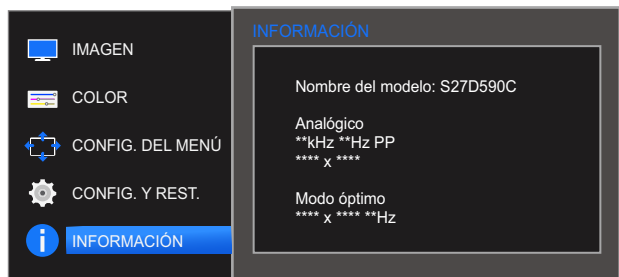 IMAGEN
COLOR
CONFIG. DEL MENÚ
CONFIG. Y REST.
INFORMACIÓN
INFORMACIÓN
Nombre del modelo: S27D590C
Analógico
**kHz **Hz PP
**** x ****
Modo óptimo
**** x **** **Hz